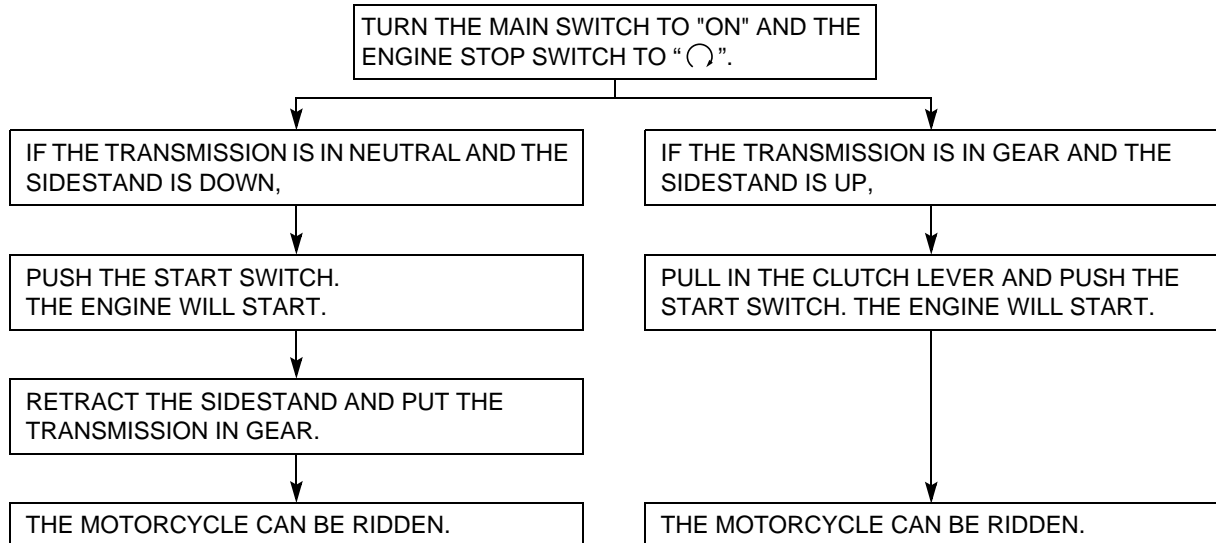 TURN THE MAIN SWITCH TO "ON" AND THE
ENGINE STOP SWITCH TO “ ”.
IF THE TRANSMISSION IS IN NEUTRAL AND THE
SIDESTAND IS DOWN,
PUSH THE START SWITCH.
THE ENGINE WILL START.
RETRACT THE SIDESTAND AND PUT THE
TRANSMISSION IN GEAR.
THE MOTORCYCLE CAN BE RIDDEN.
IF THE TRANSMISSION IS IN GEAR AND THE
SIDESTAND IS UP,
PULL IN THE CLUTCH LEVER AND PUSH THE
START SWITCH. THE ENGINE WILL START.
THE MOTORCYCLE CAN BE RIDDEN.